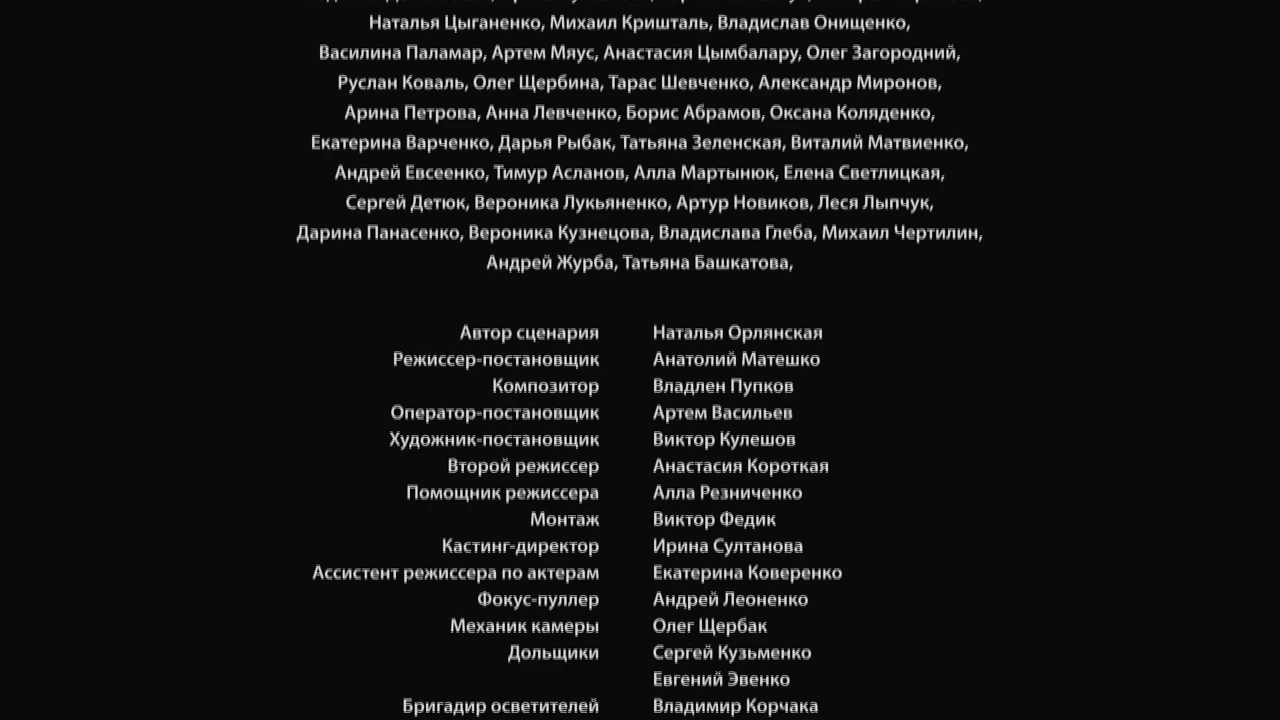 Наталья Цыганенко, Михаил Кришталь, Владислав Онищенко,
Василина Паламар, Артем Мяус, Анастасия Цымбалару, Олег Загородний,
Руслан Коваль, Олег Щербина, Тарас Шевченко, Александр Миронов,
Арина Петрова, Анна Левченко, Борис Абрамов, Оксана Коляденко,
Екатерина Варченко, Дарья Рыбак, Татьяна Зеленская, Виталий Матвиенко,
Андрей Евсеенко, Тимур Асланов, Алла Мартынюк, Елена Светлицкая,
Сергей Детюк, Вероника Лукьяненко, Артур Новиков, Леся Лыпчук,
Дарина Панасенко, Вероника Кузнецова, Владислава Глеба, Михаил Чертилин,
Андрей Журба, Татьяна Башкатова,
Автор сценария Наталья Орлянская
Режиссер-постановщик Анатолий Матешко
Композитор Владлен Пупков
Оператор-постановщик Артем Васильев
Художник-постановщик Виктор Кулешов
Второй режиссер Анастасия Короткая
Помощник режиссера Алла Резниченко
Монтаж Виктор Федик
Кастинг-директор Ирина Султанова
Ассистент режиссера по актерам Екатерина Коверенко
Фокус-пуллер Андрей Леоненко
Механик камеры Олег Щербак
Дольщики Сергей Кузьменко
Евгений Эвенко
Бригадир осветителей Владимир Корчака